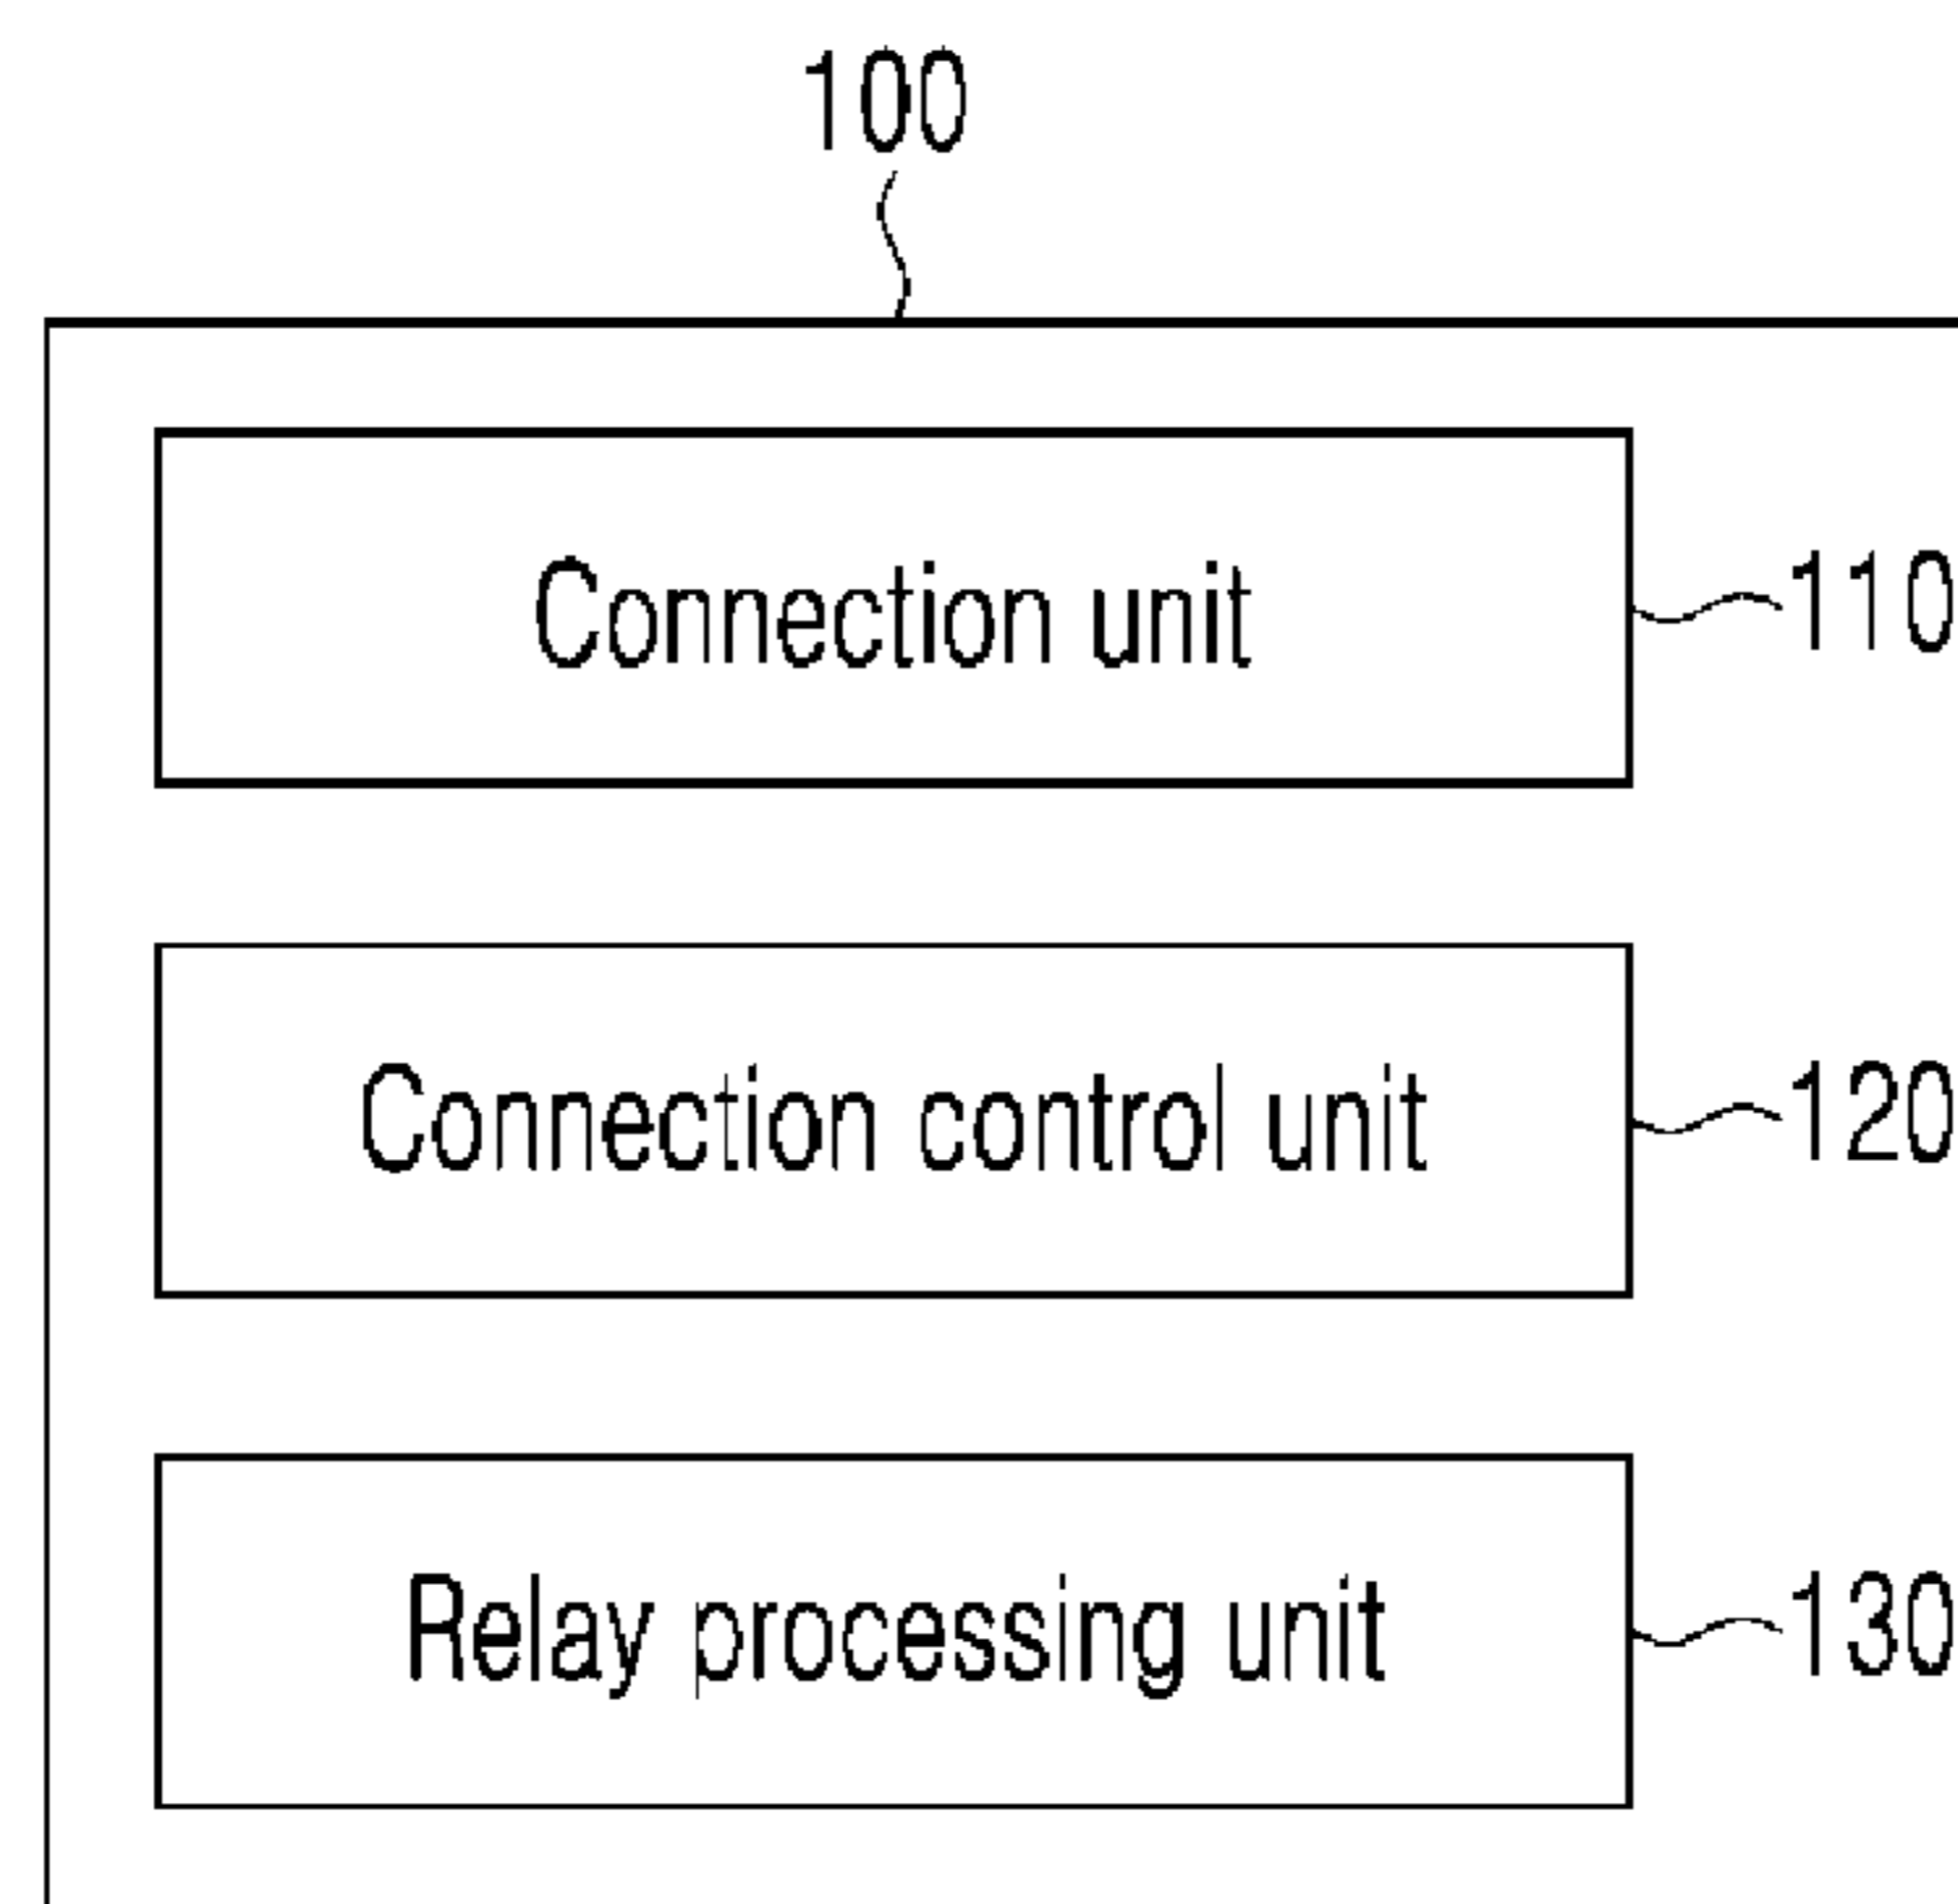 100
Connection unit 110
Connection control unit 120
Relay processing unit 130